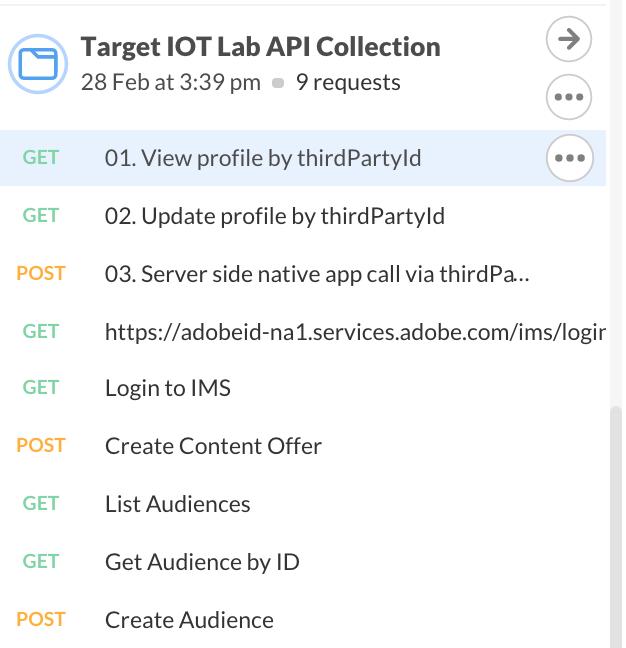 Target IOT Lab API Collection
28 Feb at 3:39 pm 9 requests
GET 01. View profile by thirdPartyId
GET 02. Update profile by thirdPartyId
POST 03. Server side native app call via thirdPa...
GET https://adobeid-na1.services.adobe.com/ims/login
GET Login to IMS
POST Create Content Offer
GET List Audiences
GET Get Audience by ID
POST Create Audience